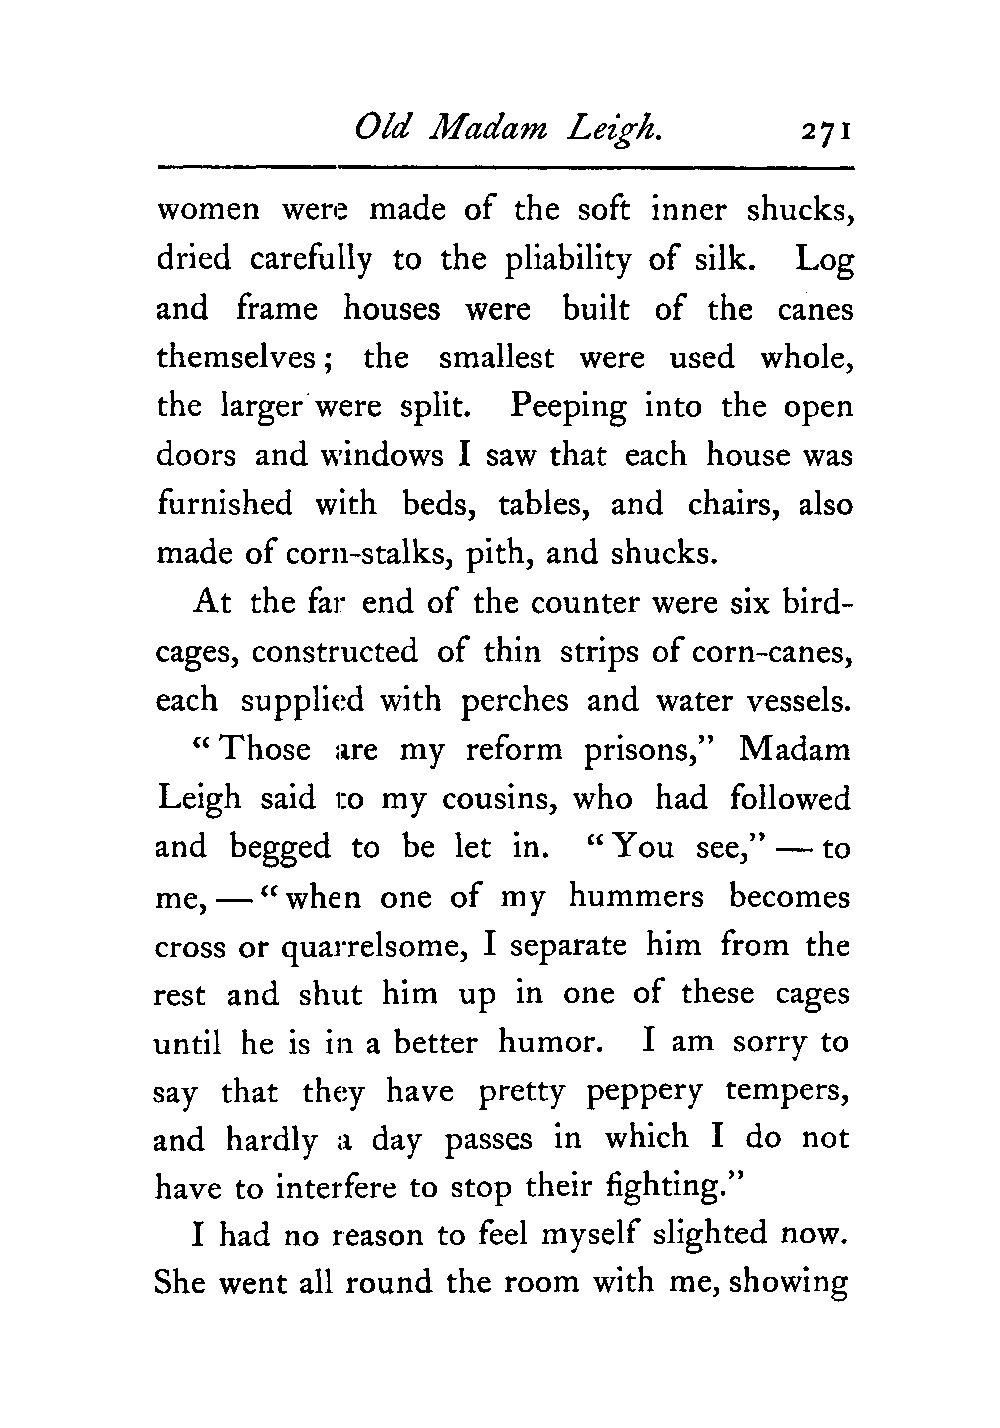 Old Madam Leigh. 271
women were made of the soft inner shucks,
dried carefully to the pliability of silk. Log
and frame houses were built of the canes
themselves; the smallest were used whole,
the larger were split. Peeping into the open
doors and windows I saw that each house was
furnished with beds, tables, and chairs, also
made of corn-stalks, pith, and shucks.
At the far end of the counter were six bird-
cages, constructed of thin strips of corn-canes,
each supplied with perches and water vessels.
“Those are my reform prisons,” Madam
Leigh said to my cousins, who had followed
and begged to be let in. “You see,” — to
me, — “when one of my hummers becomes
cross or quarrelsome, I separate him from the
rest and shut him up in one of these cages
until he is in a better humor. I am sorry to
say that they have pretty peppery tempers,
and hardly a day passes in which I do not
have to interfere to stop their fighting.”
I had no reason to feel myself slighted now.
She went all round the room with me, showing